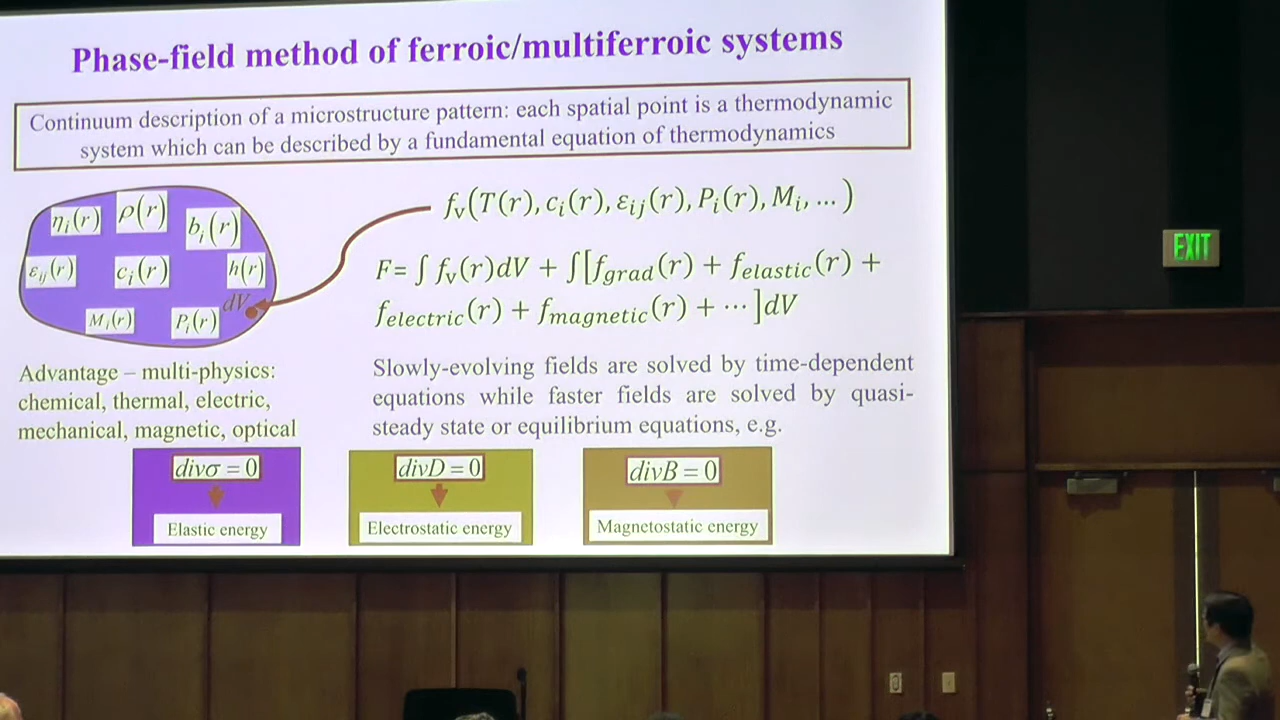 Phase-field method of ferroic/multiferroic systems
Continuum description of a microstructure pattern: each spatial point is a thermodynamic
system which can be described by a fundamental equation of thermodynamics
ηᵢ(r) ρ(r) bᵢ(r)
εᵢⱼ(r) cᵢ(r) h(r)
dV
Mᵢ(r) Pᵢ(r)
fᵥ(T(r), cᵢ(r), εᵢⱼ(r), Pᵢ(r), Mᵢ, …)
F= ∫ fᵥ(r)dV + ∫[f_grad(r) + f_elastic(r) +
f_electric(r) + f_magnetic(r) + ⋯ ]dV
Advantage – multi-physics:
chemical, thermal, electric,
mechanical, magnetic, optical
Slowly-evolving fields are solved by time-dependent
equations while faster fields are solved by quasi-
steady state or equilibrium equations, e.g.
divσ = 0
Elastic energy
divD = 0
Electrostatic energy
divB = 0
Magnetostatic energy
EXIT